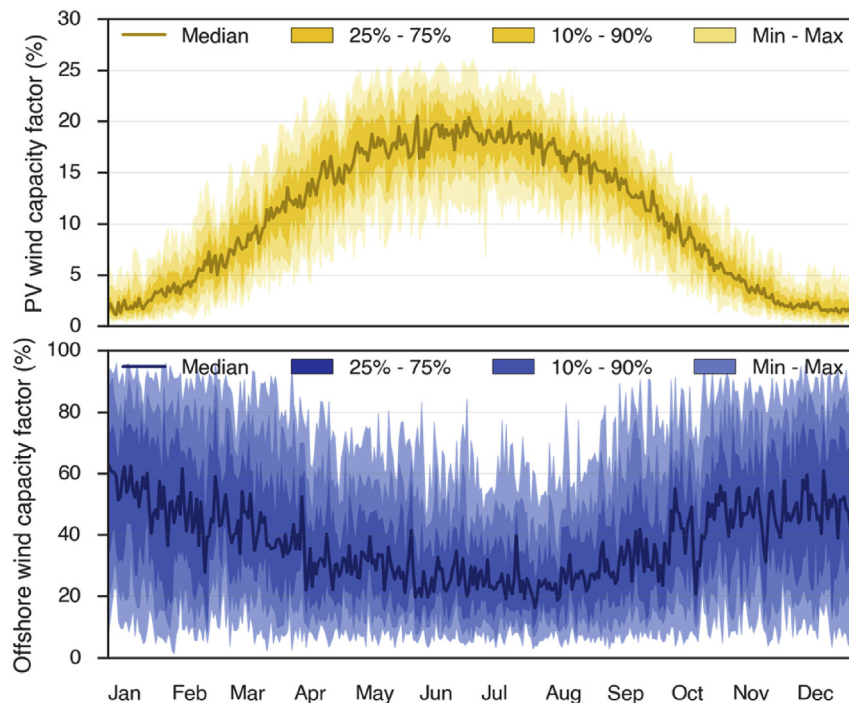 PV wind capacity factor (%)
30
25
20
15
10
5
0
Median 25% - 75% 10% - 90% Min - Max
Offshore wind capacity factor (%)
100
80
60
40
20
0
Median 25% - 75% 10% - 90% Min - Max
Jan Feb Mar Apr May Jun Jul Aug Sep Oct Nov Dec